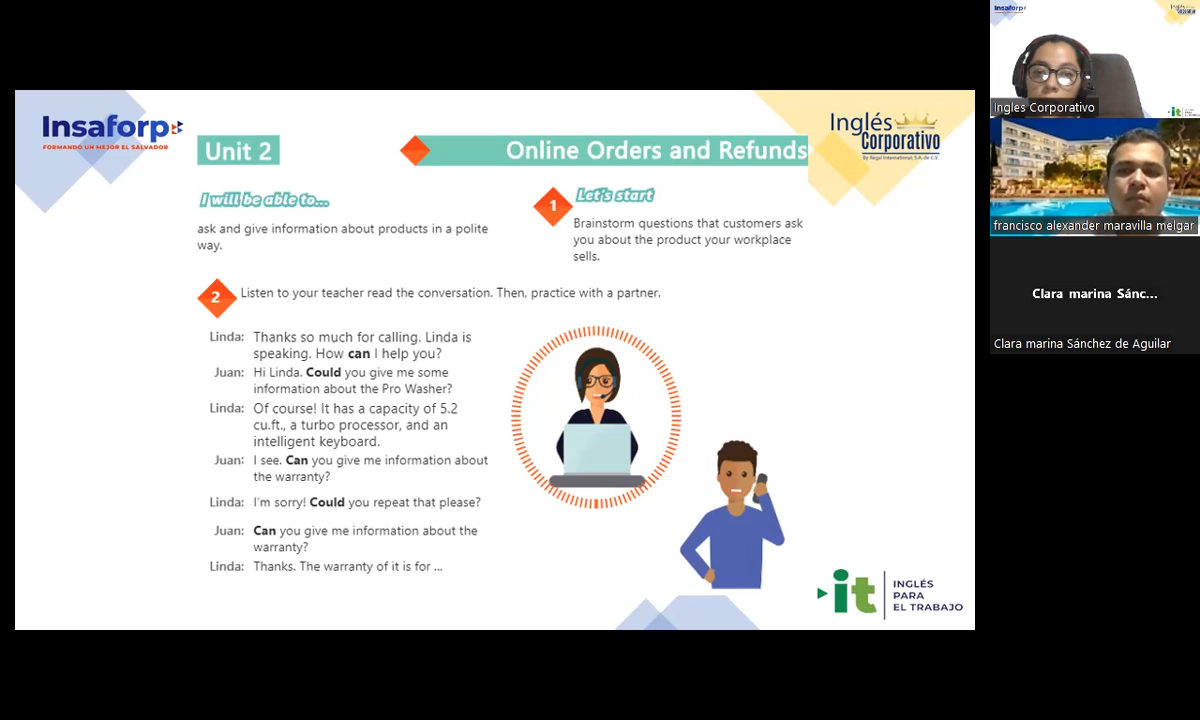 Insaforp
FORMANDO UN MEJOR EL SALVADOR
Unit 2
Online Orders and Refunds
Inglés
Corporativo
By Regal International, S.A. de C.V.
I will be able to...
ask and give information about products in a polite
way.
1
Let's start
Brainstorm questions that customers ask
you about the product your workplace
sells.
2
Listen to your teacher read the conversation. Then, practice with a partner.
Linda: Thanks so much for calling. Linda is
speaking. How can I help you?
Juan: Hi Linda. Could you give me some
information about the Pro Washer?
Linda: Of course! It has a capacity of 5.2
cu.ft., a turbo processor, and an
intelligent keyboard.
Juan: I see. Can you give me information about
the warranty?
Linda: I'm sorry! Could you repeat that please?
Juan: Can you give me information about the
warranty?
Linda: Thanks. The warranty of it is for ...
it
INGLÉS
PARA
EL TRABAJO
Insaforp
Inglés
Corporativo
it
Ingles Corporativo
francisco alexander maravilla melgar
Clara marina Sánc...
Clara marina Sánchez de Aguilar